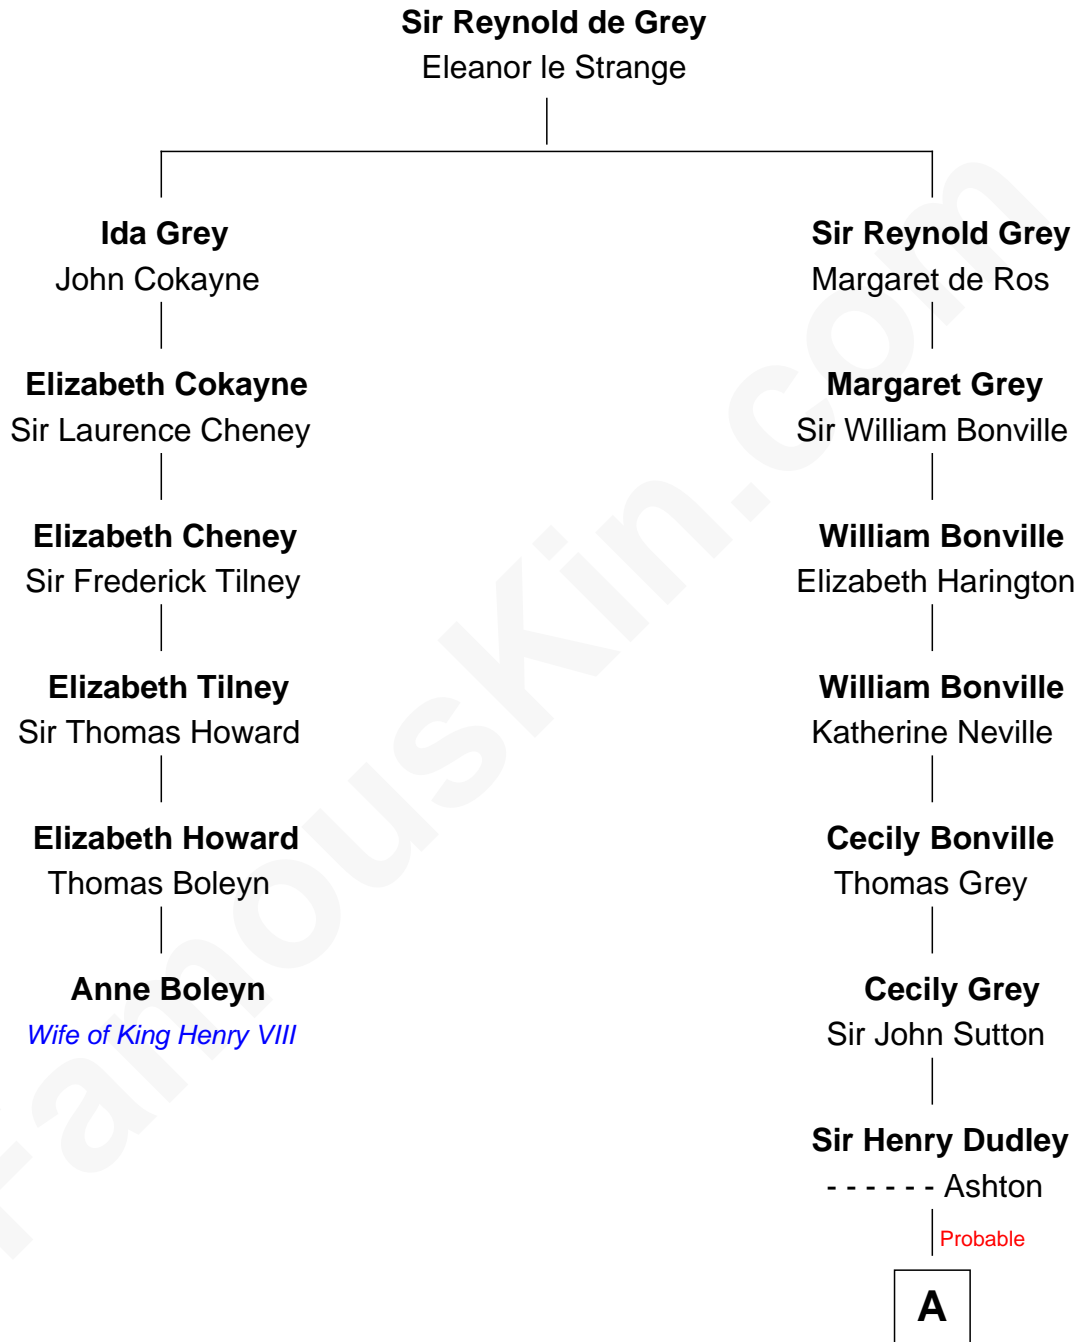 Sir Reynold de Grey
Eleanor le Strange
Ida Grey
John Cokayne
Sir Reynold Grey
Margaret de Ros
Elizabeth Cokayne
Sir Laurence Cheney
Margaret Grey
Sir William Bonville
Elizabeth Cheney
Sir Frederick Tilney
William Bonville
Elizabeth Harington
Elizabeth Tilney
Sir Thomas Howard
William Bonville
Katherine Neville
Elizabeth Howard
Thomas Boleyn
Cecily Bonville
Thomas Grey
Anne Boleyn
Wife of King Henry VIII
Cecily Grey
Sir John Sutton
Sir Henry Dudley
- - - - - - Ashton
Probable
A
FamousKin.com